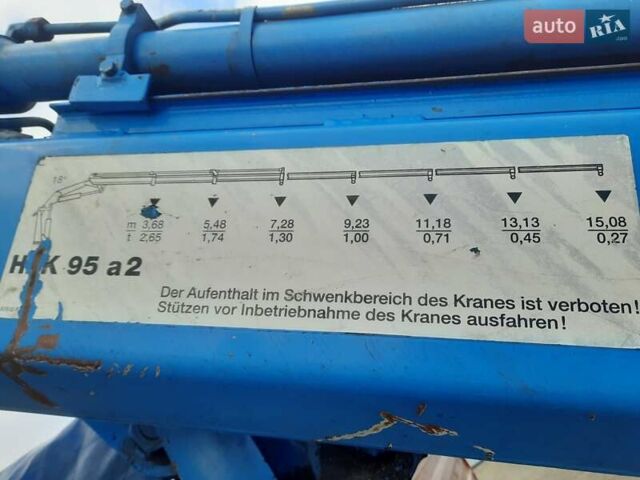 auto RIA .com
18°
m 3,68 5,48 7,28 9,23 11,18 13,13 15,08
t 2,65 1,74 1,30 1,00 0,71 0,45 0,27
K 95 a2
Der Aufenthalt im Schwenkbereich des Kranes ist verboten!
Stützen vor Inbetriebnahme des Kranes ausfahren!